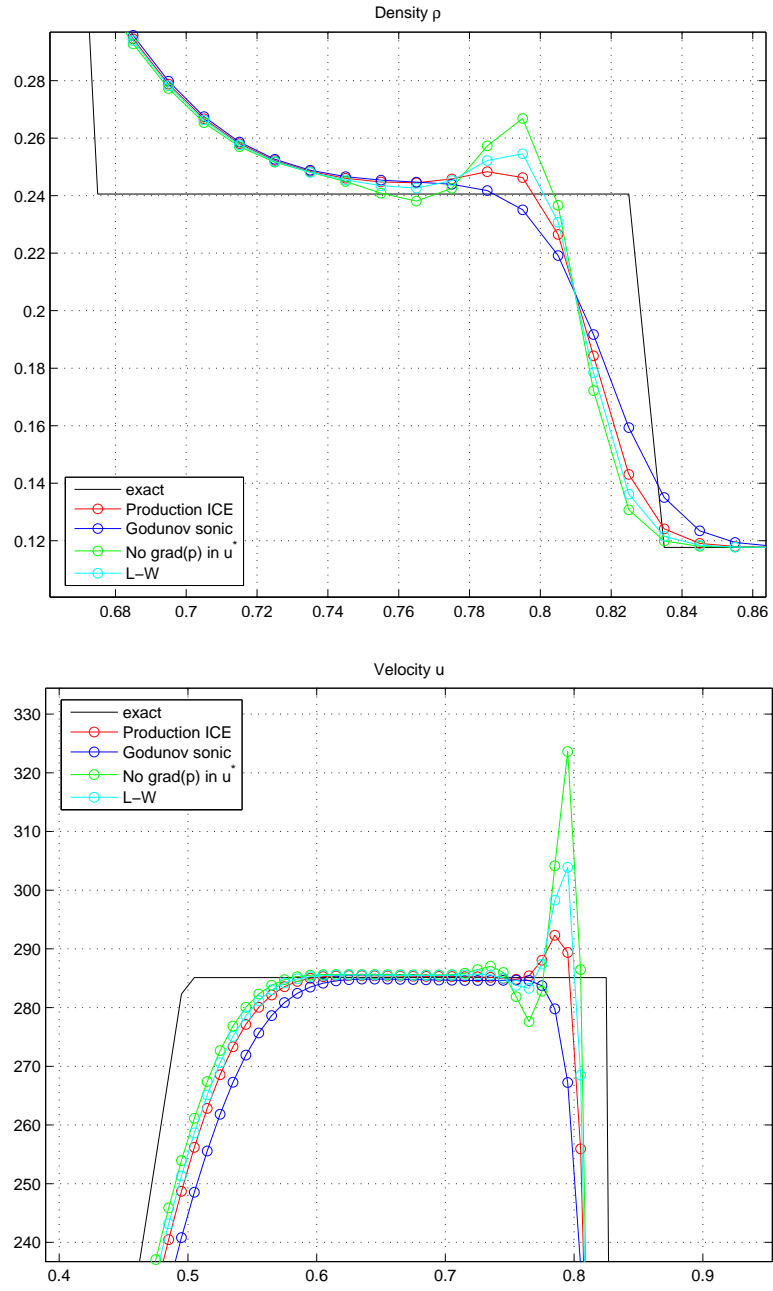 Density ρ
0.28
0.26
0.24
0.22
0.2
0.18
0.16
0.14
0.12
exact
Production ICE
Godunov sonic
No grad(p) in u*
L−W
0.68 0.7 0.72 0.74 0.76 0.78 0.8 0.82 0.84 0.86
Velocity u
330
320
310
300
290
280
270
260
250
240
exact
Production ICE
Godunov sonic
No grad(p) in u*
L−W
0.4 0.5 0.6 0.7 0.8 0.9